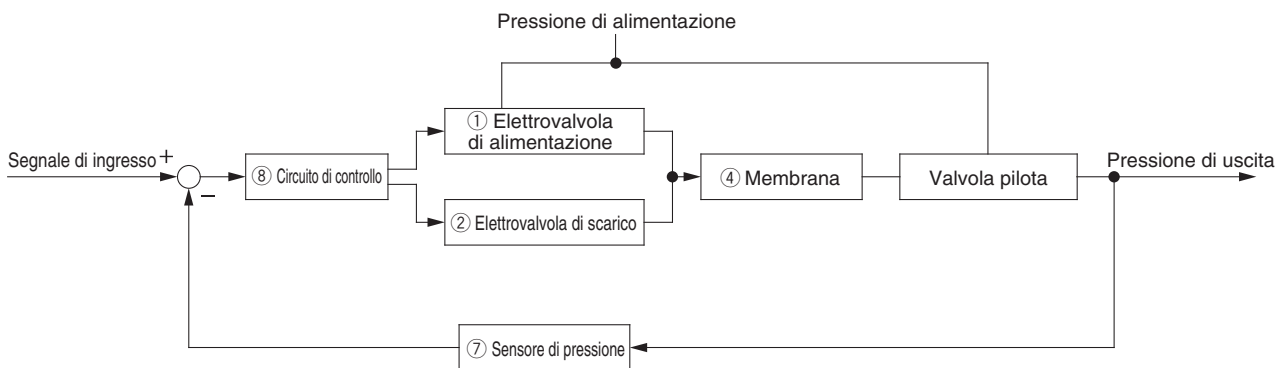 Pressione di alimentazione
① Elettrovalvola
di alimentazione
Segnale di ingresso +
−
⑧ Circuito di controllo
② Elettrovalvola di scarico
④ Membrana
Valvola pilota
Pressione di uscita
⑦ Sensore di pressione